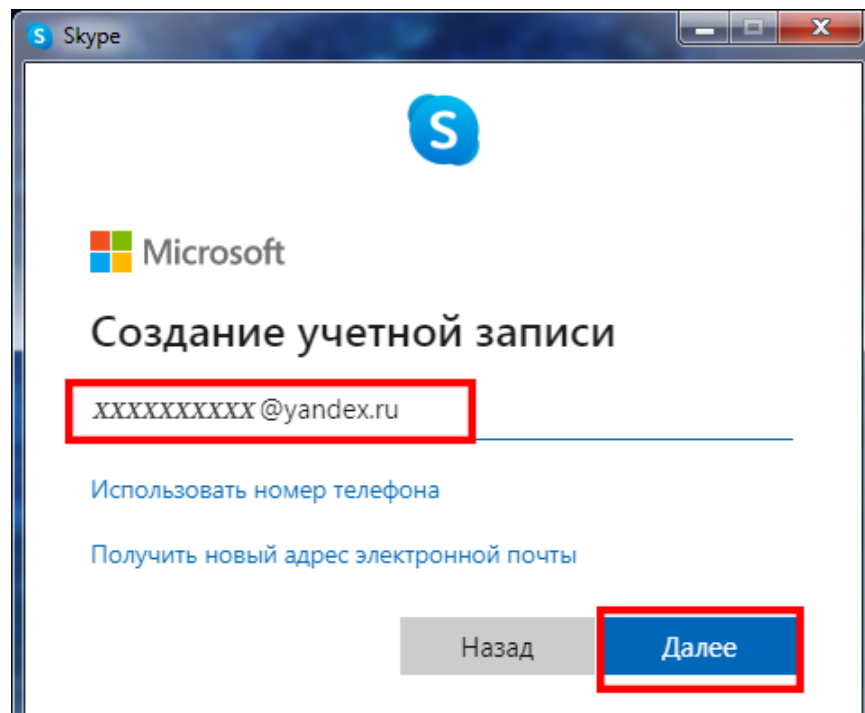 Skype
S
Microsoft
Создание учетной записи
xxxxxxxxxx@yandex.ru
Использовать номер телефона
Получить новый адрес электронной почты
Назад Далее